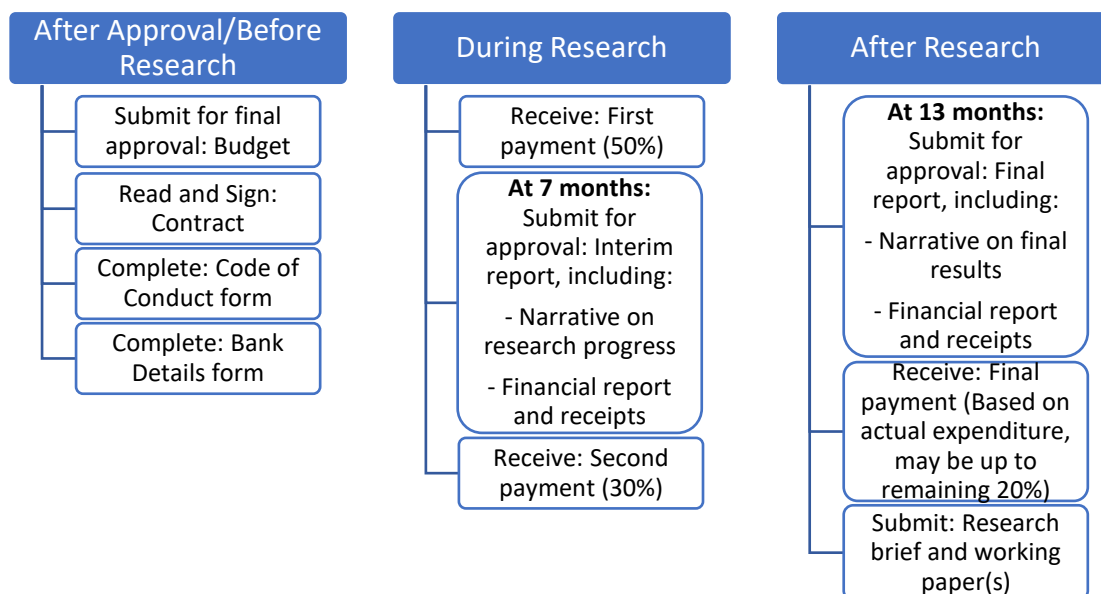 After Approval/Before
Research
Submit for final
approval: Budget
Read and Sign:
Contract
Complete: Code of
Conduct form
Complete: Bank
Details form
During Research
Receive: First
payment (50%)
At 7 months:
Submit for
approval: Interim
report, including:
- Narrative on
research progress
- Financial report
and receipts
Receive: Second
payment (30%)
After Research
At 13 months:
Submit for
approval: Final
report, including:
- Narrative on final
results
- Financial report
and receipts
Receive: Final
payment (Based on
actual expenditure,
may be up to
remaining 20%)
Submit: Research
brief and working
paper(s)